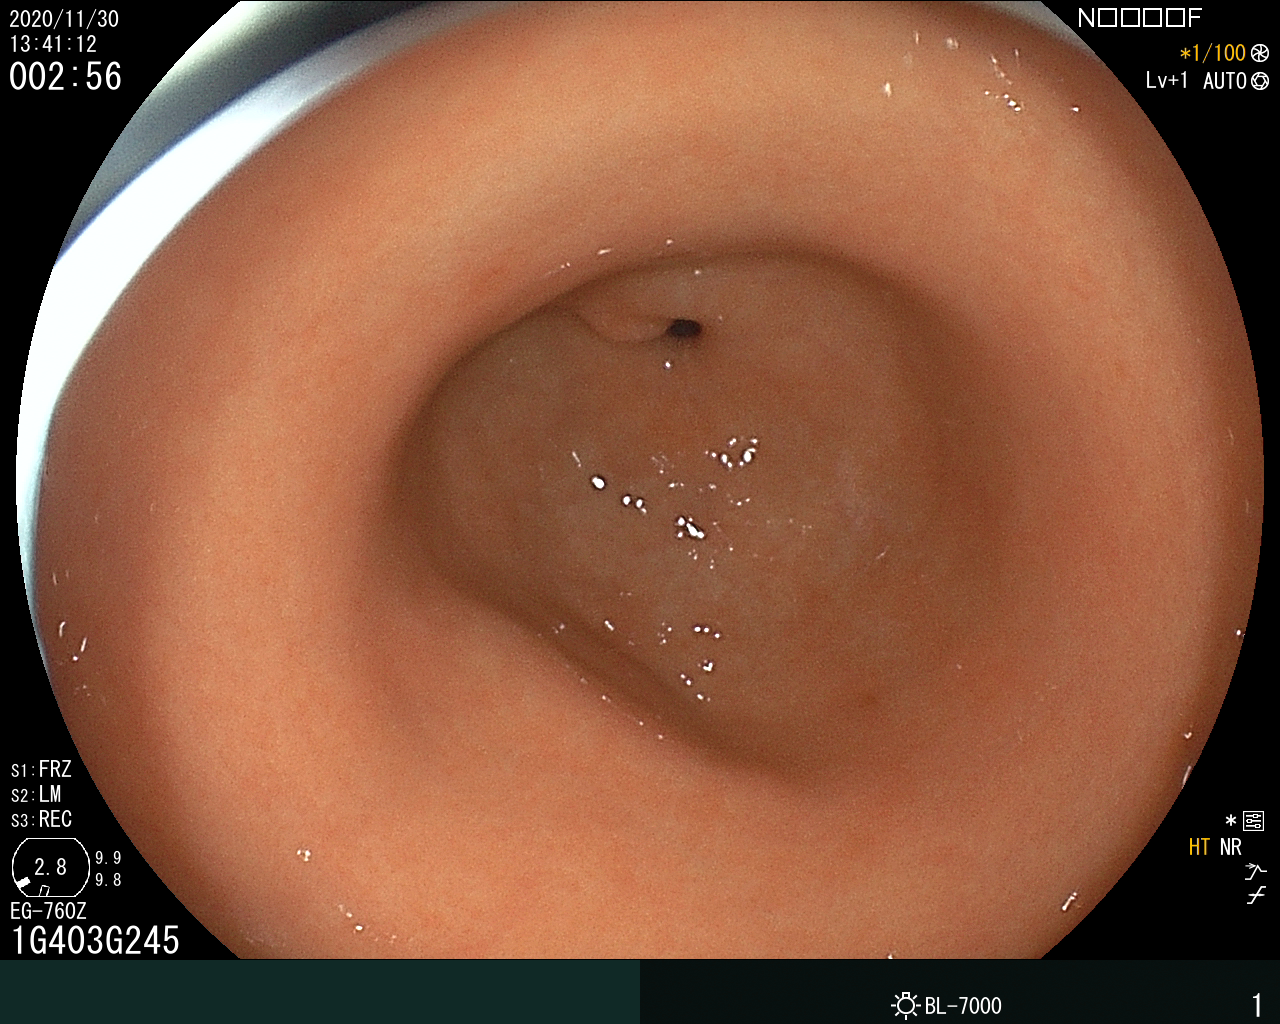 2020/11/30
13:41:12
002:56
N□□□□F
*1/100
Lv+1 AUTO
S1:FRZ
S2:LM
S3:REC
2.8
9.9
9.8
EG-760Z
1G403G245
*
HT NR
BL-7000
1